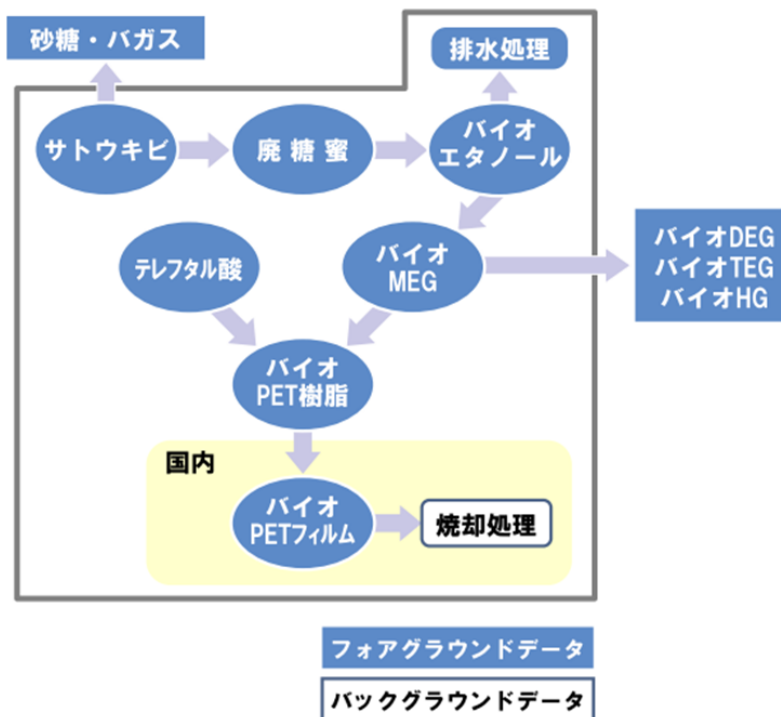 砂糖・バガス
排水処理
サトウキビ
廃糖蜜
バイオ
エタノール
テレフタル酸
バイオ
MEG
バイオDEG
バイオTEG
バイオHG
バイオ
PET樹脂
国内
バイオ
PETフィルム
焼却処理
フォアグラウンドデータ
バックグラウンドデータ